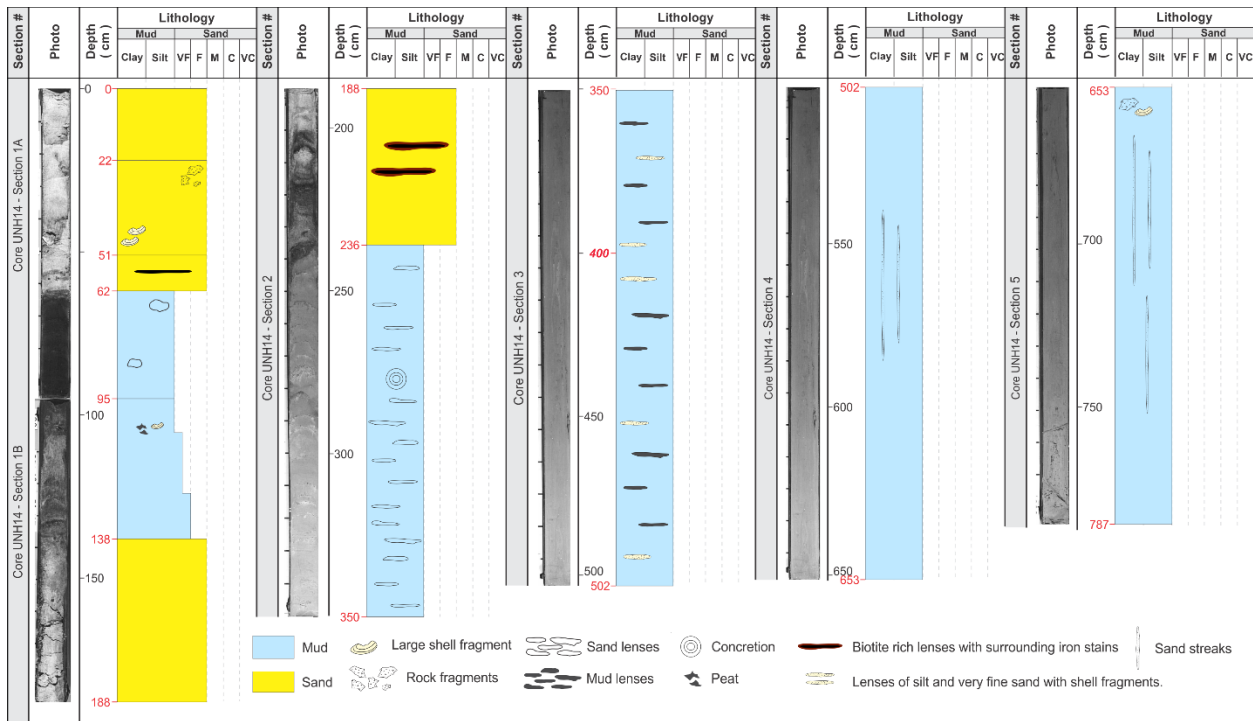 Section #
Photo
Depth
( cm)
Lithology
Mud
Sand
Clay
Silt
VF
F
M
C
VC
Core UNH14 - Section 1A
Core UNH14 - Section 1B
0
100
150
0
22
51
62
95
138
188
Section #
Photo
Depth
( cm)
Lithology
Mud
Sand
Clay
Silt
VF
F
M
C
VC
Core UNH14 - Section 2
200
250
300
188
236
350
Section #
Photo
Depth
(cm)
Lithology
Mud
Sand
Clay
Silt
VF
F
M
C
VC
Core UNH14 - Section 3
350
400
450
500
502
Section #
Photo
Depth
(cm)
Lithology
Mud
Sand
Clay
Silt
VF
F
M
C
VC
Core UNH14 - Section 4
502
550
600
650
653
Section #
Photo
Depth
(cm)
Lithology
Mud
Sand
Clay
Silt
VF
F
M
C
VC
Core UNH14 - Section 5
653
700
750
787
Mud
Large shell fragment
Sand lenses
Concretion
Biotite rich lenses with surrounding iron stains
Sand streaks
Sand
Rock fragments
Mud lenses
Peat
Lenses of silt and very fine sand with shell fragments.